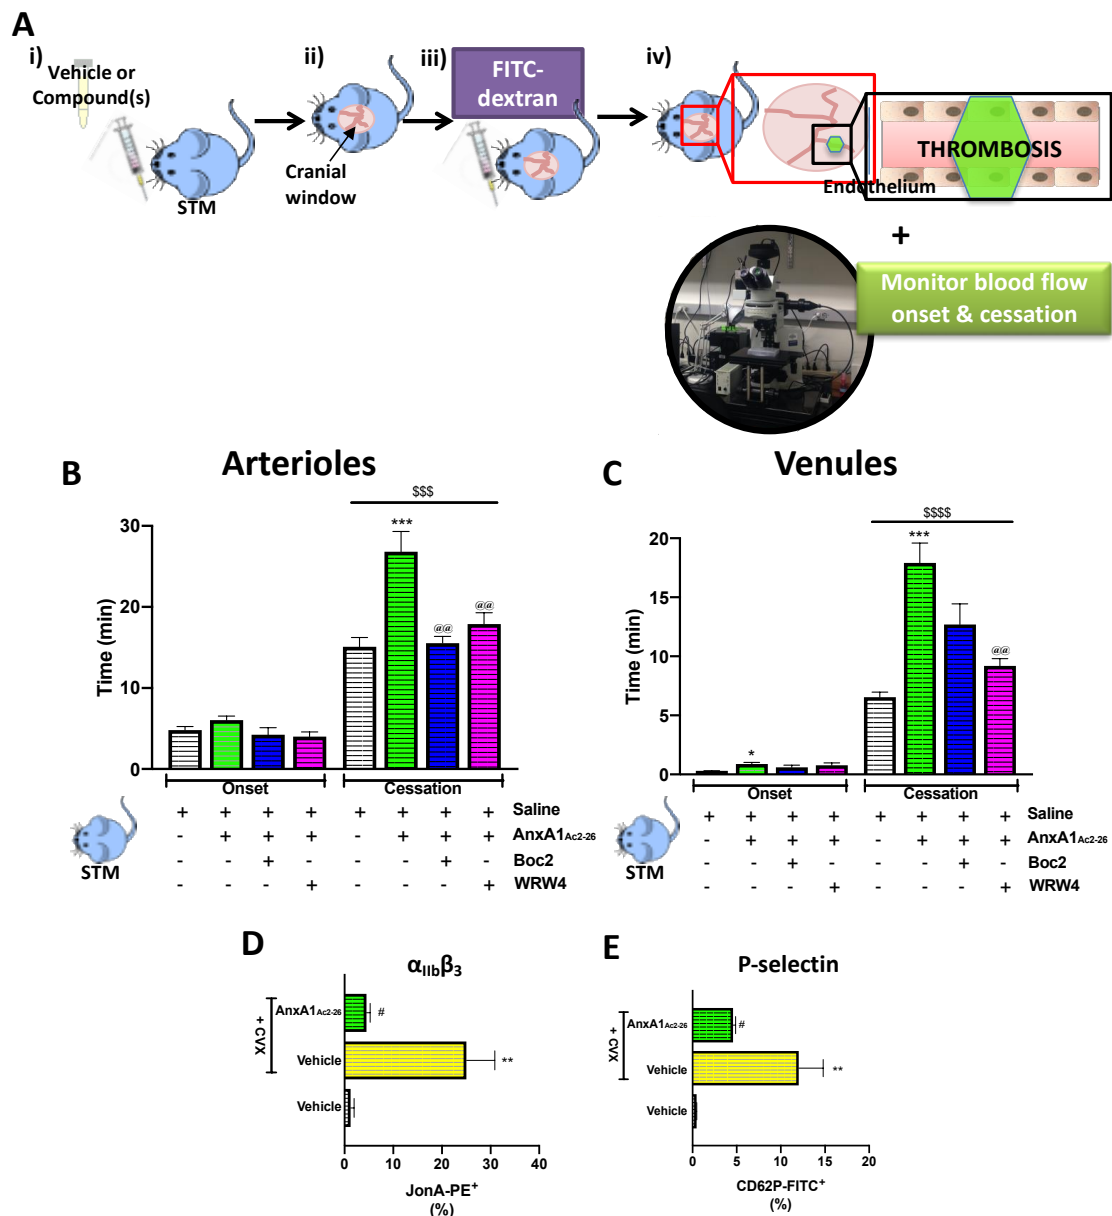 A
i)
Vehicle or
Compound(s)
STM
ii)
Cranial
window
iii)
FITC-
dextran
iv)
THROMBOSIS
Endothelium
+
Monitor blood flow
onset & cessation
B
Arterioles
$$$
***
@@
@@
30
20
10
0
Time (min)
Onset
Cessation
+ + + + + + + + Saline
- + + + - + + + AnxA1Ac2-26
- - + - - - + - Boc2
- - - + - - - + WRW4
STM
C
Venules
$$$$
***
@@
*
20
15
10
5
0
Time (min)
Onset
Cessation
+ + + + + + + + Saline
- + + + - + + + AnxA1Ac2-26
- - + - - - + - Boc2
- - - + - - - + WRW4
STM
D
αIIbβ3
+ CVX
AnxA1Ac2-26
#
Vehicle
**
Vehicle
0 10 20 30 40
JonA-PE+
(%)
E
P-selectin
+ CVX
AnxA1Ac2-26
#
Vehicle
**
Vehicle
0 5 10 15 20
CD62P-FITC+
(%)